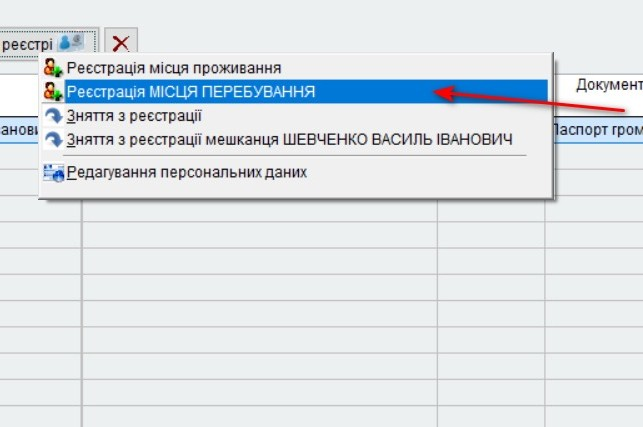 реєстрі
Реєстрація місця проживання
Реєстрація МІСЦЯ ПЕРЕБУВАННЯ
Зняття з реєстрації
Зняття з реєстрації мешканця ШЕВЧЕНКО ВАСИЛЬ ІВАНОВИЧ
Редагування персональних даних
Документ
Паспорт гром